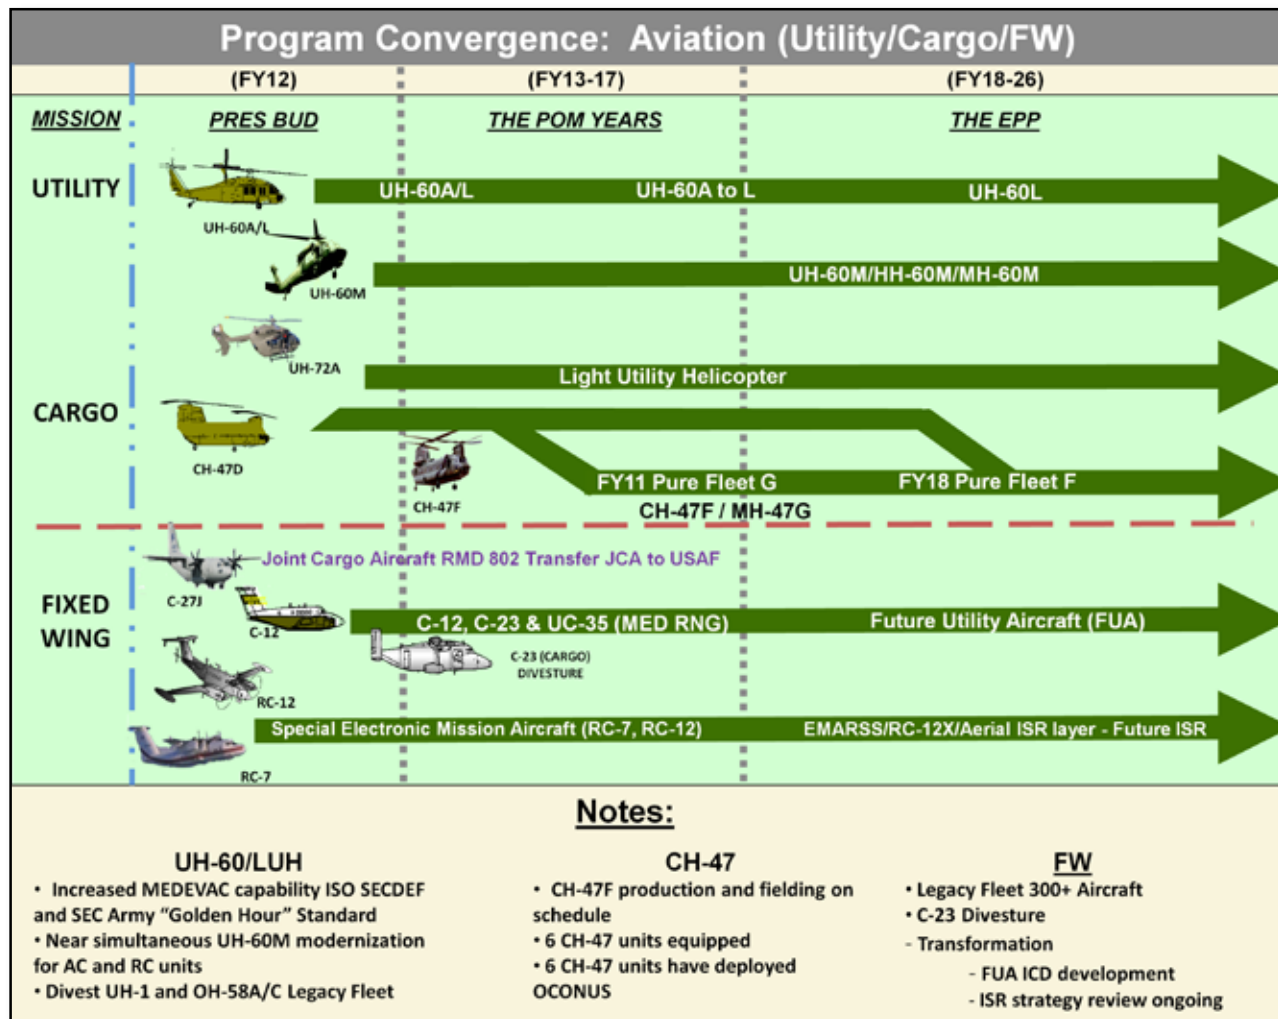 Program Convergence: Aviation (Utility/Cargo/FW)
(FY12)
(FY13-17)
(FY18-26)
MISSION
PRES BUD
THE POM YEARS
THE EPP
UTILITY
UH-60A/L
UH-60A to L
UH-60L
UH-60A/L
UH-60M/HH-60M/MH-60M
UH-60M
UH-72A
Light Utility Helicopter
CARGO
CH-47D
CH-47F
FY11 Pure Fleet G
FY18 Pure Fleet F
CH-47F / MH-47G
Joint Cargo Aircraft RMD 802 Transfer JCA to USAF
C-27J
FIXED
WING
C-12
C-12, C-23 & UC-35 (MED RNG)
Future Utility Aircraft (FUA)
C-23 (CARGO)
DIVESTURE
RC-12
Special Electronic Mission Aircraft (RC-7, RC-12)
EMARSS/RC-12X/Aerial ISR layer - Future ISR
RC-7
Notes:
UH-60/LUH
• Increased MEDEVAC capability ISO SECDEF
and SEC Army “Golden Hour” Standard
• Near simultaneous UH-60M modernization
for AC and RC units
• Divest UH-1 and OH-58A/C Legacy Fleet
CH-47
• CH-47F production and fielding on
schedule
• 6 CH-47 units equipped
• 6 CH-47 units have deployed
OCONUS
FW
• Legacy Fleet 300+ Aircraft
• C-23 Divesture
- Transformation
- FUA ICD development
- ISR strategy review ongoing